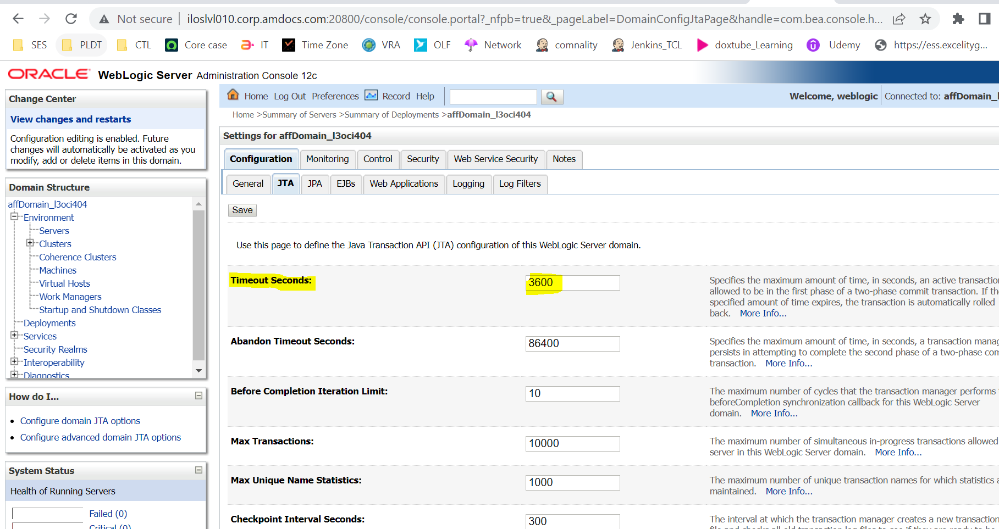 Not secure
iloslvl010.corp.amdocs.com:20800/console/console.portal?_nfpb=true&_pageLabel=DomainConfigJtaPage&handle=com.bea.console.h...
SES PLDT CTL Core case IT Time Zone VRA OLF Network comnality Jenkins_TCL doxtube_Learning Udemy https://ess.excelityg...
ORACLE WebLogic Server Administration Console 12c
Change Center
View changes and restarts
Configuration editing is enabled. Future
changes will automatically be activated as you
modify, add or delete items in this domain.
Domain Structure
affDomain_l3oci404
Environment
Servers
Clusters
Coherence Clusters
Machines
Virtual Hosts
Work Managers
Startup and Shutdown Classes
Deployments
Services
Security Realms
Interoperability
Diagnostics
How do I...
Configure domain JTA options
Configure advanced domain JTA options
System Status
Health of Running Servers
Failed (0)
Critical (0)
Home Log Out Preferences Record Help
Welcome, weblogic
Connected to: affDomain_
Home >Summary of Servers >Summary of Deployments >affDomain_l3oci404
Settings for affDomain_l3oci404
Configuration Monitoring Control Security Web Service Security Notes
General JTA JPA EJBs Web Applications Logging Log Filters
Save
Use this page to define the Java Transaction API (JTA) configuration of this WebLogic Server domain.
Timeout Seconds:
3600
Specifies the maximum amount of time, in seconds, an active transaction
allowed to be in the first phase of a two-phase commit transaction. If the
specified amount of time expires, the transaction is automatically rolled
back. More Info...
Abandon Timeout Seconds:
86400
Specifies the maximum amount of time, in seconds, a transaction manag
persists in attempting to complete the second phase of a two-phase com
transaction. More Info...
Before Completion Iteration Limit:
10
The maximum number of cycles that the transaction manager performs
beforeCompletion synchronization callback for this WebLogic Server
domain. More Info...
Max Transactions:
10000
The maximum number of simultaneous in-progress transactions allowed
server in this WebLogic Server domain. More Info...
Max Unique Name Statistics:
1000
The maximum number of unique transaction names for which statistics a
maintained. More Info...
Checkpoint Interval Seconds:
300
The interval at which the transaction manager creates a new transaction